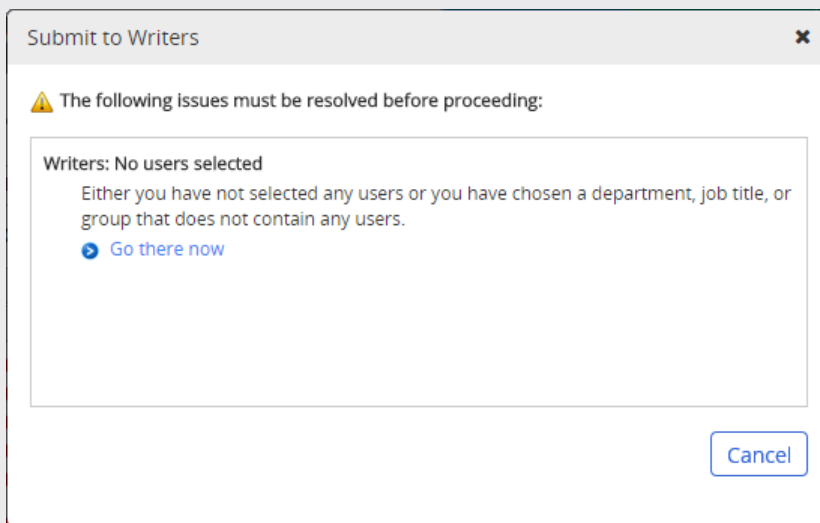 Submit to Writers
The following issues must be resolved before proceeding:
Writers: No users selected
Either you have not selected any users or you have chosen a department, job title, or
group that does not contain any users.
Go there now
Cancel